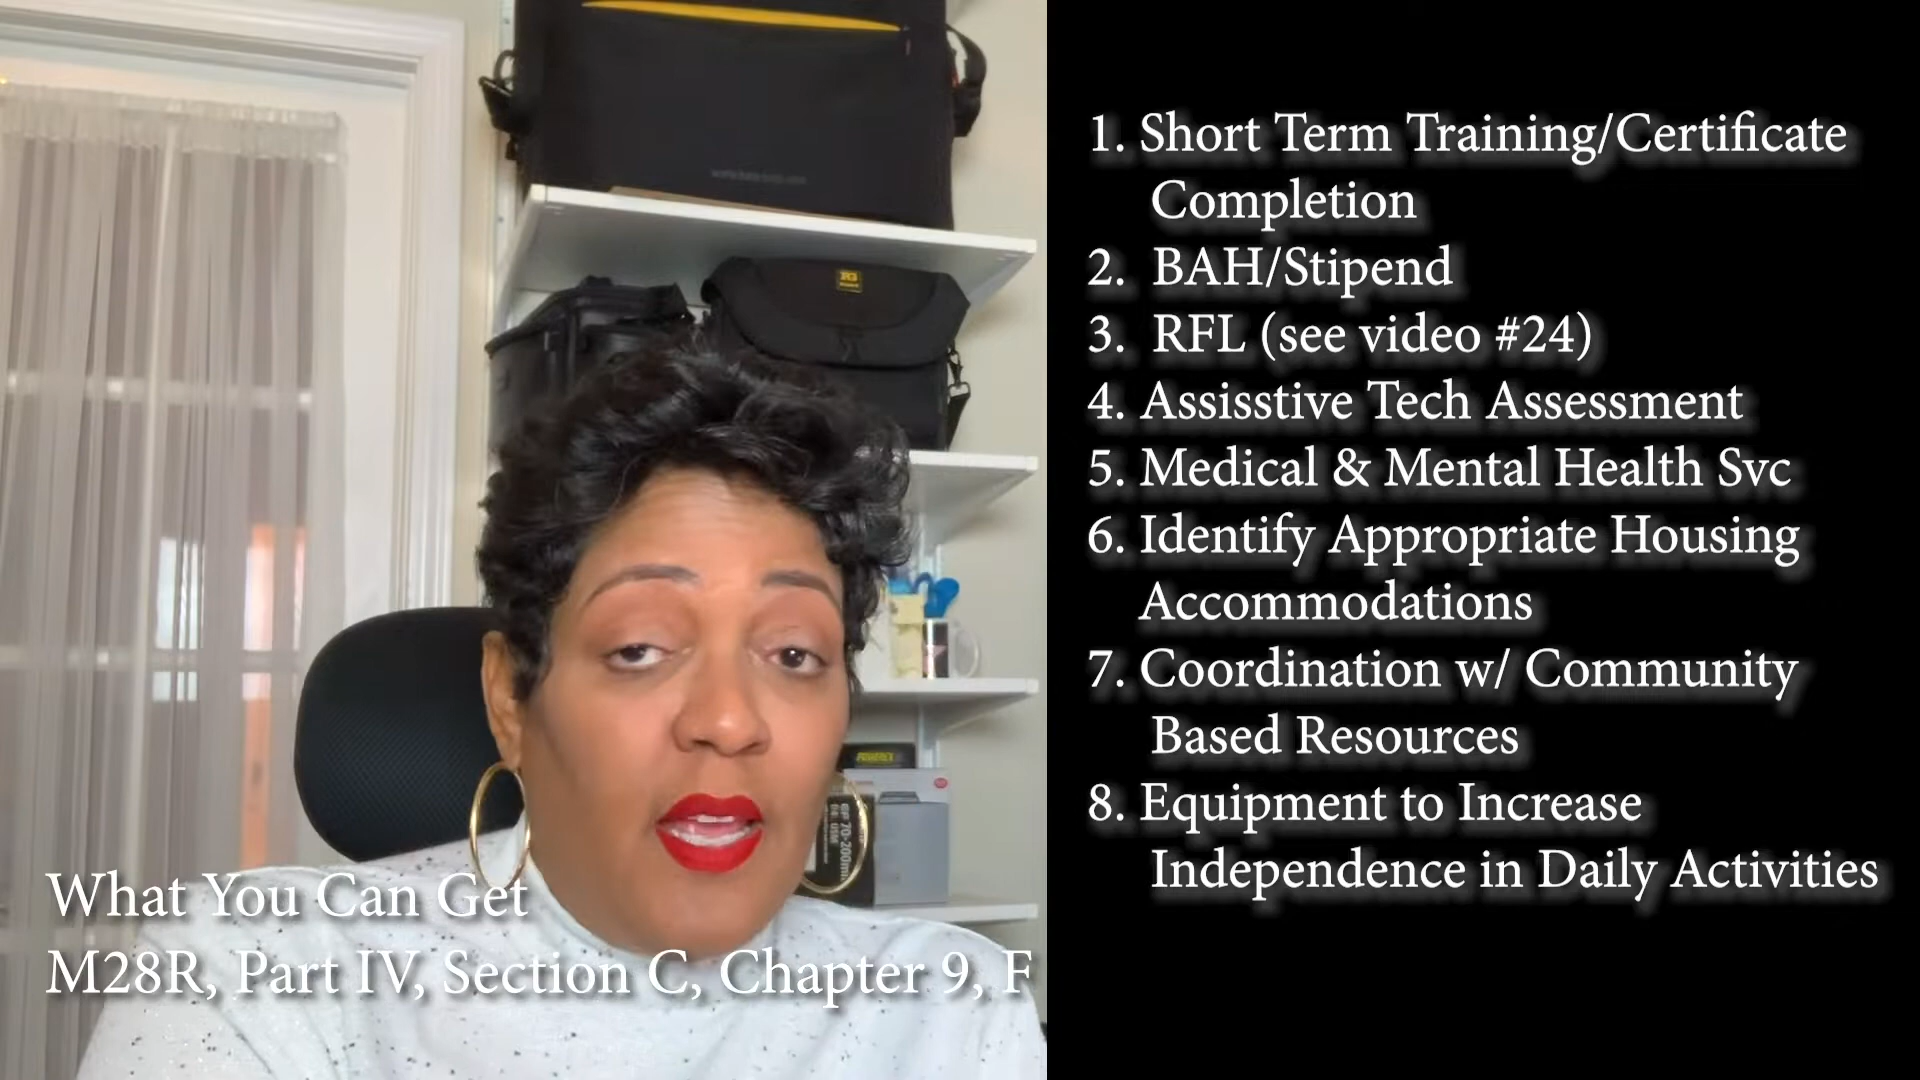 What You Can Get
M28R, Part IV, Section C, Chapter 9, F
1. Short Term Training/Certificate
Completion
2. BAH/Stipend
3. RFL (see video #24)
4. Assisstive Tech Assessment
5. Medical & Mental Health Svc
6. Identify Appropriate Housing
Accommodations
7. Coordination w/ Community
Based Resources
8. Equipment to Increase
Independence in Daily Activities